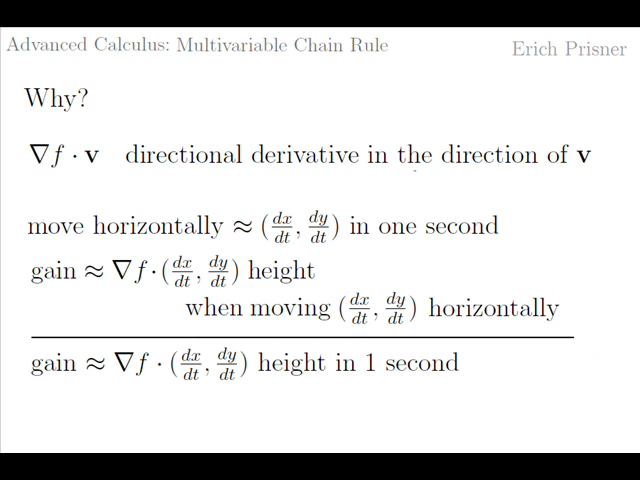 Advanced Calculus: Multivariable Chain Rule
Erich Prisner
Why?
∇f · v directional derivative in the direction of v
move horizontally ≈ (dx/dt, dy/dt) in one second
gain ≈ ∇f · (dx/dt, dy/dt) height
when moving (dx/dt, dy/dt) horizontally
gain ≈ ∇f · (dx/dt, dy/dt) height in 1 second